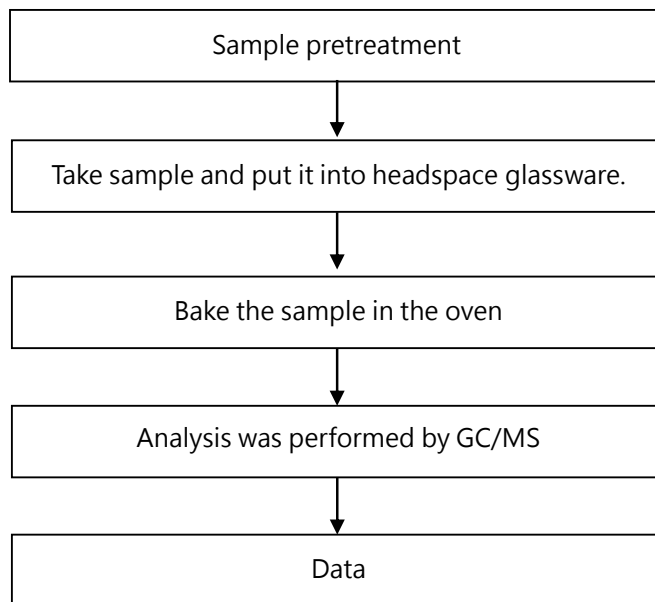 Sample pretreatment
Take sample and put it into headspace glassware.
Bake the sample in the oven
Analysis was performed by GC/MS
Data